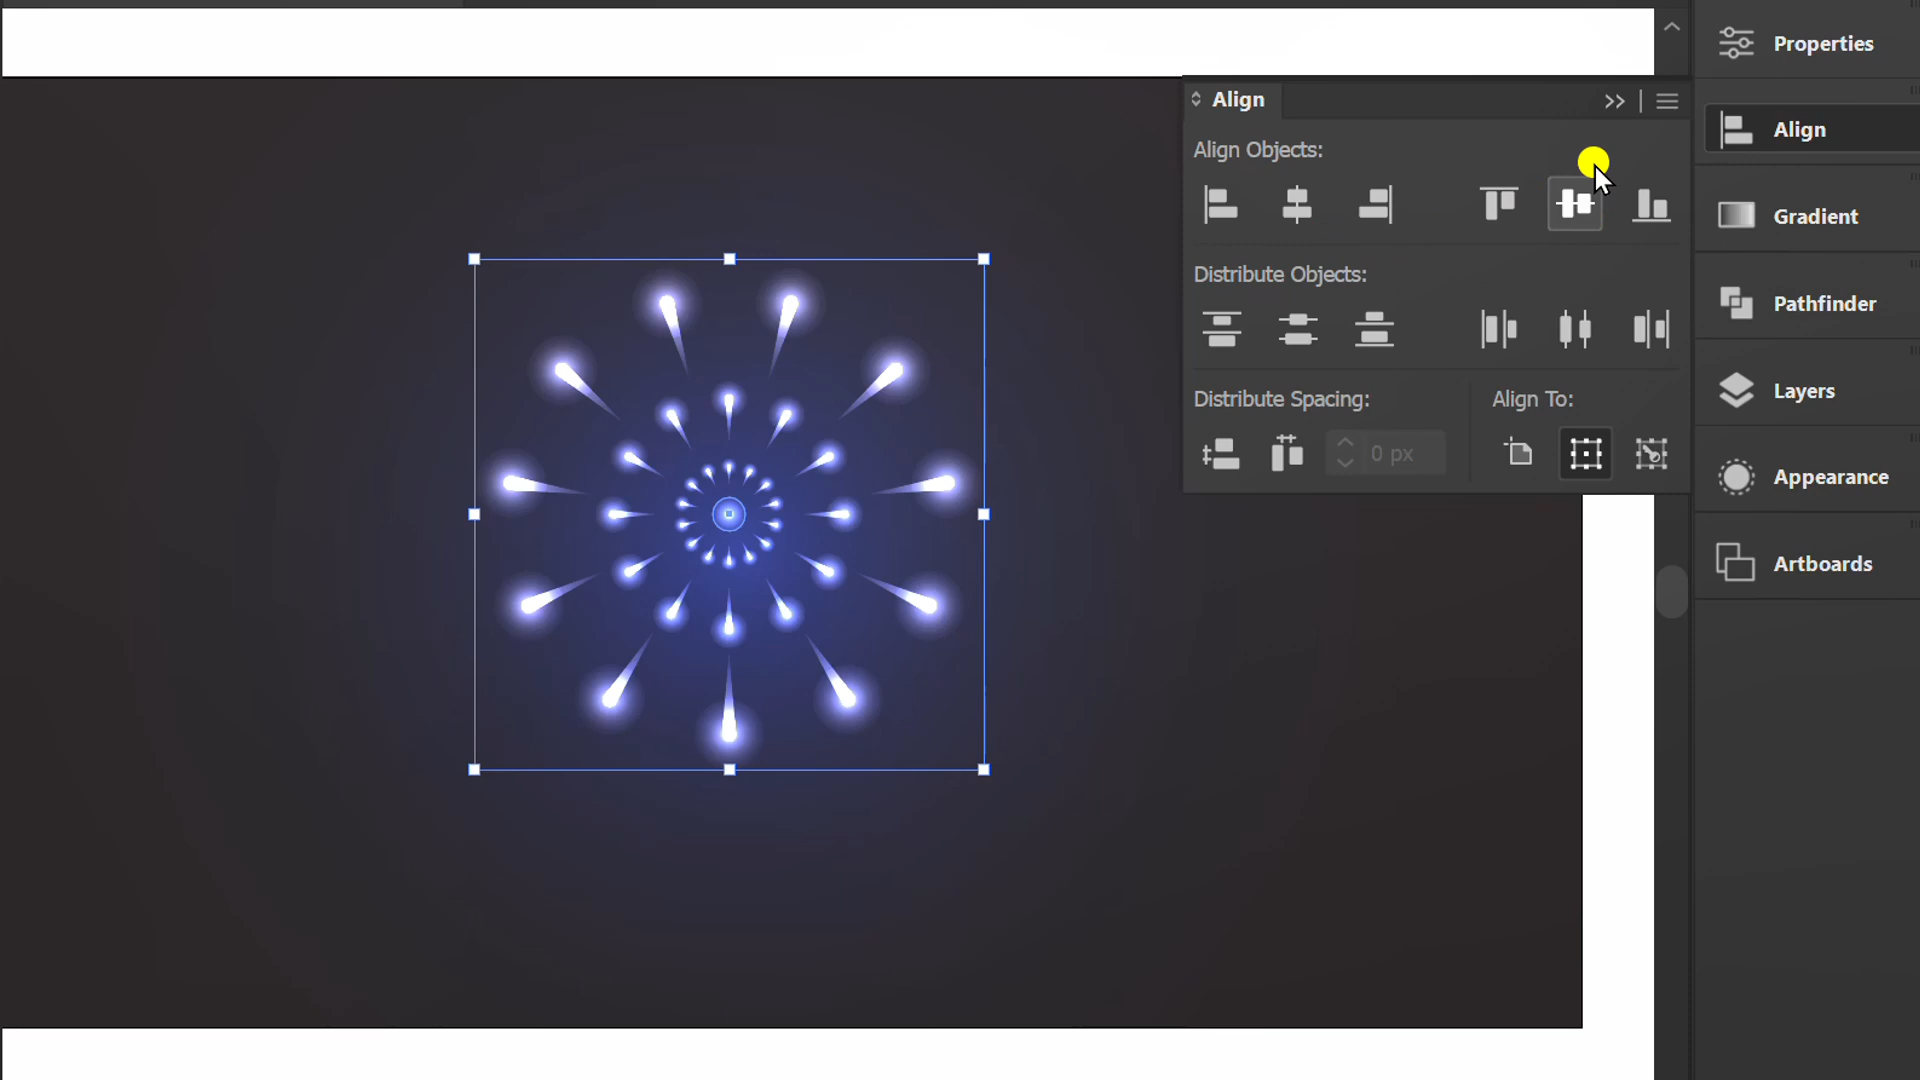 Align
Align Objects:
Distribute Objects:
Distribute Spacing:
Align To:
0 px
Properties
Align
Gradient
Pathfinder
Layers
Appearance
Artboards